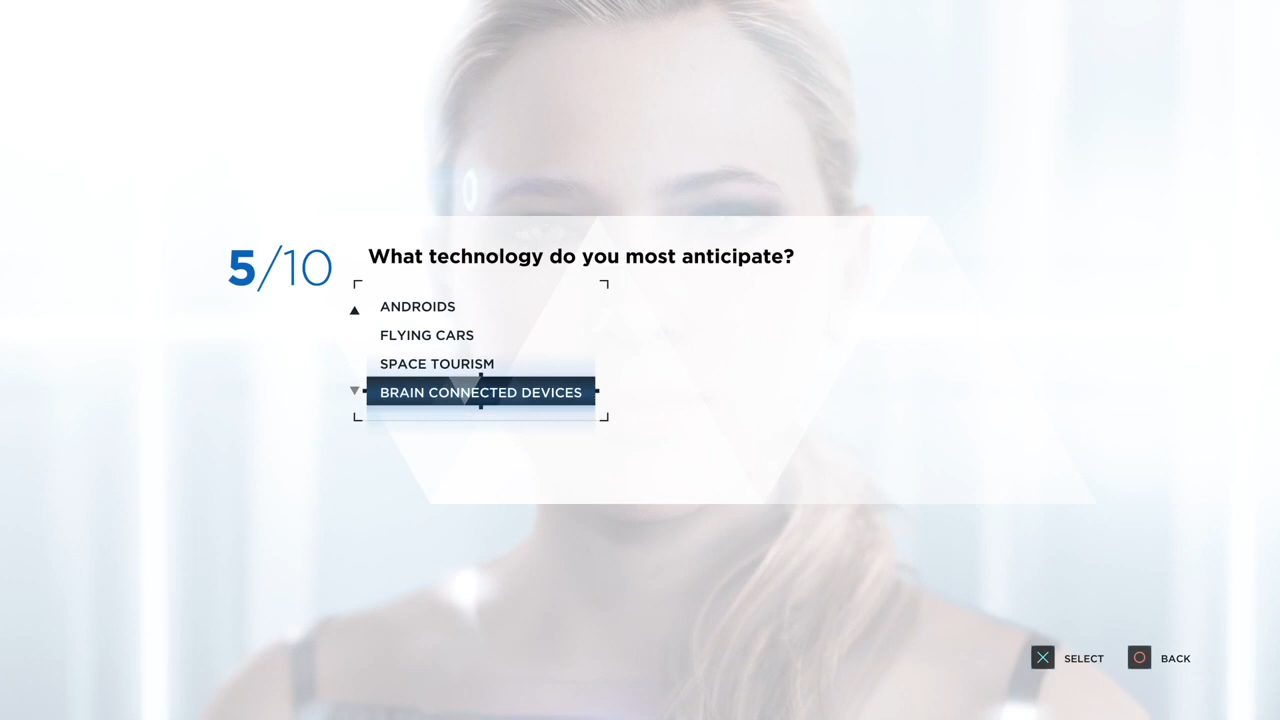 5/10
What technology do you most anticipate?
ANDROIDS
FLYING CARS
SPACE TOURISM
BRAIN CONNECTED DEVICES
SELECT
BACK